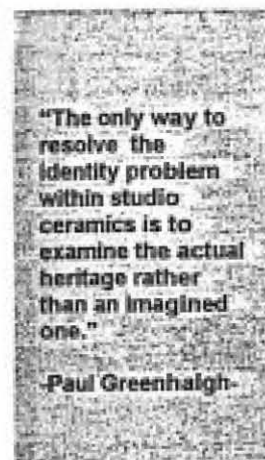 “The only way to
resolve the
identity problem
within studio
ceramics is to
examine the actual
heritage rather
than an imagined
one.”
-Paul Greenhalgh-